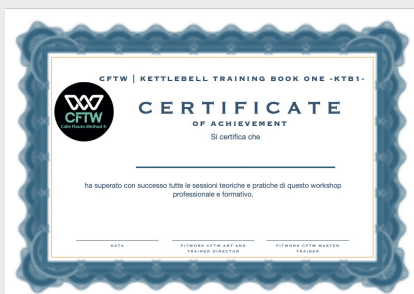 CFTW | KETTLEBELL TRAINING BOOK ONE -KTB1-
CFTW
Calle Fluida Method ®
CERTIFICATE
OF ACHIEVEMENT
Si certifica che
ha superato con successo tutte le sessioni teoriche e pratiche di questo workshop
professionale e formativo.
DATA
FITWORK CFTW ART AND
TRAINER DIRECTOR
FITWORK CFTW MASTER
TRAINER